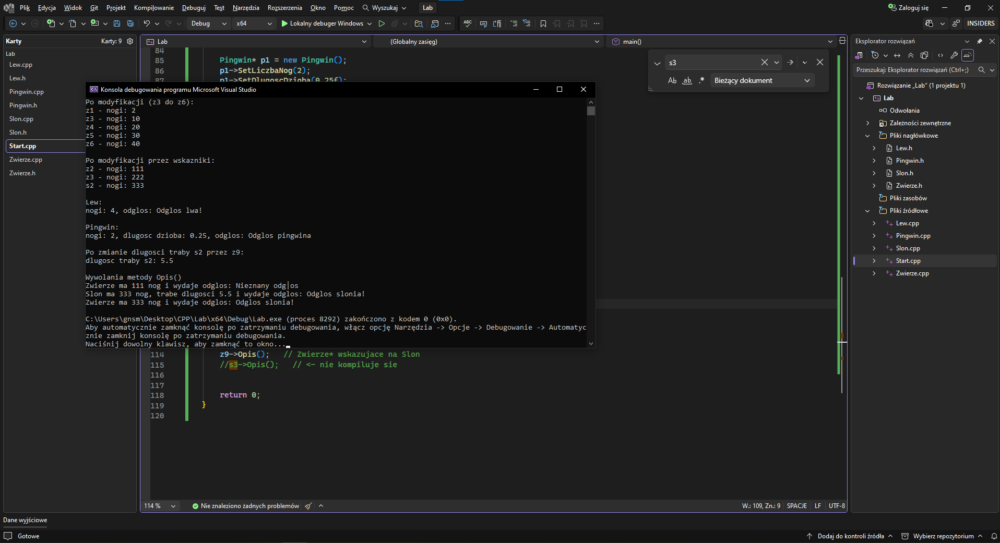 Plik Edycja Widok Git Projekt Kompilowanie Debuguj Test Narzędzia Rozszerzenia Okno Pomoc Wyszukaj Lab Zaloguj się
Debug x64 Lokalny debuger Windows ABC INSIDERS
Karty Karty: 9
Lab
Lew.cpp
Lew.h
Pingwin.cpp
Pingwin.h
Slon.cpp
Slon.h
Start.cpp
Zwierze.cpp
Zwierze.h
Lab (Globalny zasięg) main()
84
85 Pingwin* p1 = new Pingwin();
86 p1->SetLiczbaNog(2);
87 p1->SetDlugoscDzioba(0.25f);
s3
Ab ab .* Bieżący dokument
Konsola debugowania programu Microsoft Visual Studio
Po modyfikacji (z3 do z6):
z1 - nogi: 2
z3 - nogi: 10
z4 - nogi: 20
z5 - nogi: 30
z6 - nogi: 40
Po modyfikacji przez wskazniki:
z2 - nogi: 111
z3 - nogi: 222
s2 - nogi: 333
Lew:
nogi: 4, odglos: Odglos lwa!
Pingwin:
nogi: 2, dlugosc dzioba: 0.25, odglos: Odglos pingwina
Po zmianie dlugosci traby s2 przez z9:
dlugosc traby s2: 5.5
Wywolania metody Opis()
Zwierze ma 111 nog i wydaje odglos: Nieznany odglos
Slon ma 333 nog, trabe dlugosci 5.5 i wydaje odglos: Odglos slonia!
Zwierze ma 333 nog i wydaje odglos: Odglos slonia!
C:\Users\gnsm\Desktop\CPP\Lab\x64\Debug\Lab.exe (proces 8292) zakończono z kodem 0 (0x0).
Aby automatycznie zamknąć konsolę po zatrzymaniu debugowania, włącz opcję Narzędzia -> Opcje -> Debugowanie -> Automatyc
znie zamknij konsolę po zatrzymaniu debugowania.
Naciśnij dowolny klawisz, aby zamknąć to okno...
114 z9->Opis(); // Zwierze* wskazujace na Slon
115 //s3->Opis(); // <- nie kompiluje sie
116
117
118 return 0;
119 }
120
114 % Nie znaleziono żadnych problemów W.: 109, Zn.: 9 SPACJE LF UTF-8
Eksplorator rozwiązań
Przeszukaj: Eksplorator rozwiązań (Ctrl+;)
Rozwiązanie „Lab” (1 projektu 1)
Lab
Odwołania
Zależności zewnętrzne
Pliki nagłówkowe
Lew.h
Pingwin.h
Slon.h
Zwierze.h
Pliki zasobów
Pliki źródłowe
Lew.cpp
Pingwin.cpp
Slon.cpp
Start.cpp
Zwierze.cpp
Dane wyjściowe
Gotowe Dodaj do kontroli źródła Wybierz repozytorium